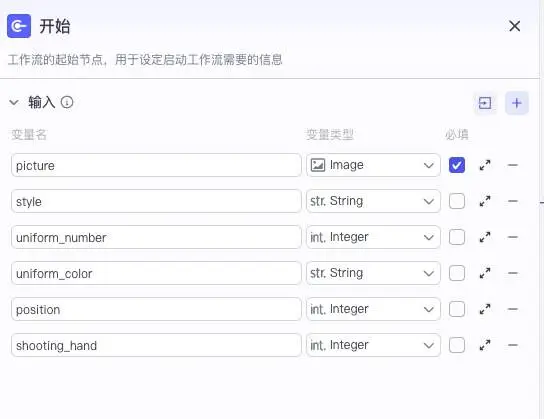 开始
工作流的起始节点，用于设定启动工作流需要的信息
输入
变量名 变量类型 必填
picture Image
style str. String
uniform_number int. Integer
uniform_color str. String
position int. Integer
shooting_hand int. Integer